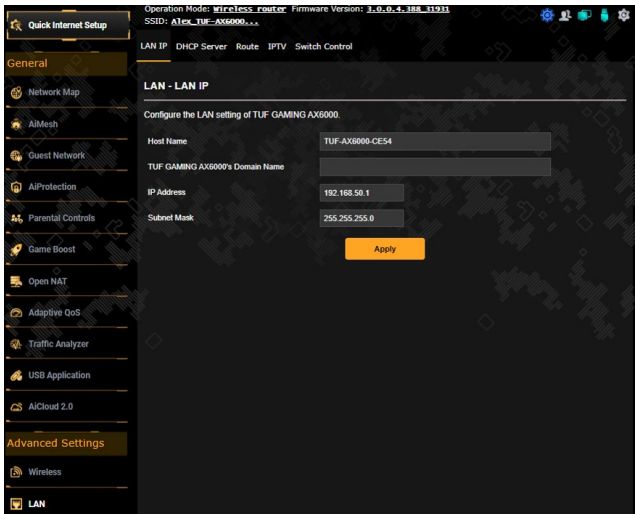 Operation Mode: Wireless router Firmware Version: 3.0.0.4.388_31931
SSID: Alex_TUF-AX6000...
Quick Internet Setup
General
Network Map
AiMesh
Guest Network
AiProtection
Parental Controls
Game Boost
Open NAT
Adaptive QoS
Traffic Analyzer
USB Application
AiCloud 2.0
Advanced Settings
Wireless
LAN
LAN IP DHCP Server Route IPTV Switch Control
LAN - LAN IP
Configure the LAN setting of TUF GAMING AX6000.
Host Name TUF-AX6000-CE54
TUF GAMING AX6000's Domain Name
IP Address 192.168.50.1
Subnet Mask 255.255.255.0
Apply